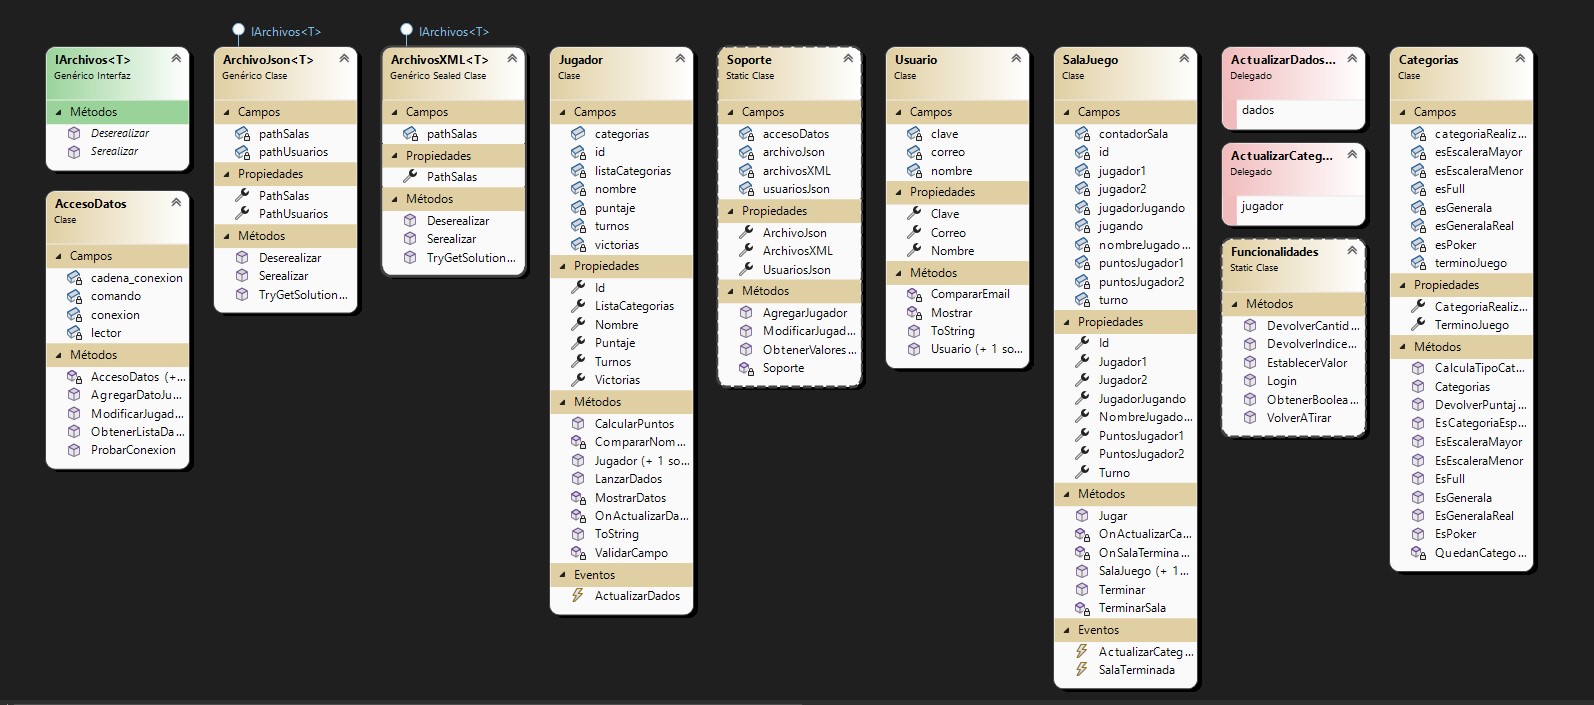 IArchivos<T>
Genérico Interfaz
Métodos
Deserealizar
Serealizar
AccesoDatos
Clase
Campos
cadena_conexion
comando
conexion
lector
Métodos
AccesoDatos (+...
AgregarDatoJu...
ModificarJugad...
ObtenerListaDa...
ProbarConexion
IArchivos<T>
ArchivoJson<T>
Genérico Clase
Campos
pathSalas
pathUsuarios
Propiedades
PathSalas
PathUsuarios
Métodos
Deserealizar
Serealizar
TryGetSolution...
IArchivos<T>
ArchivosXML<T>
Genérico Sealed Clase
Campos
pathSalas
Propiedades
PathSalas
Métodos
Deserealizar
Serealizar
TryGetSolution...
Jugador
Clase
Campos
categorias
id
listaCategorias
nombre
puntaje
turnos
victorias
Propiedades
Id
ListaCategorias
Nombre
Puntaje
Turnos
Victorias
Métodos
CalcularPuntos
CompararNom...
Jugador (+ 1 so...
LanzarDados
MostrarDatos
OnActualizarDa...
ToString
ValidarCampo
Eventos
ActualizarDados
Soporte
Static Clase
Campos
accesoDatos
archivoJson
archivosXML
usuariosJson
Propiedades
ArchivoJson
ArchivosXML
UsuariosJson
Métodos
AgregarJugador
ModificarJugad...
ObtenerValores...
Soporte
Usuario
Clase
Campos
clave
correo
nombre
Propiedades
Clave
Correo
Nombre
Métodos
CompararEmail
Mostrar
ToString
Usuario (+ 1 so...
SalaJuego
Clase
Campos
contadorSala
id
jugador1
jugador2
jugadorJugando
jugando
nombreJugado...
puntosJugador1
puntosJugador2
turno
Propiedades
Id
Jugador1
Jugador2
JugadorJugando
NombreJugado...
PuntosJugador1
PuntosJugador2
Turno
Métodos
Jugar
OnActualizarCa...
OnSalaTermina...
SalaJuego (+ 1...
Terminar
TerminarSala
Eventos
ActualizarCateg...
SalaTerminada
ActualizarDados...
Delegado
dados
ActualizarCateg...
Delegado
jugador
Funcionalidades
Static Clase
Métodos
DevolverCantid...
DevolverIndice...
EstablecerValor
Login
ObtenerBoolea...
VolverATirar
Categorias
Clase
Campos
categoriaRealiz...
esEscaleraMayor
esEscaleraMenor
esFull
esGenerala
esGeneralaReal
esPoker
terminoJuego
Propiedades
CategoriaRealiz...
TerminoJuego
Métodos
CalculaTipoCat...
Categorias
DevolverPuntaj...
EsCategoriaEsp...
EsEscaleraMayor
EsEscaleraMenor
EsFull
EsGenerala
EsGeneralaReal
EsPoker
QuedanCatego...